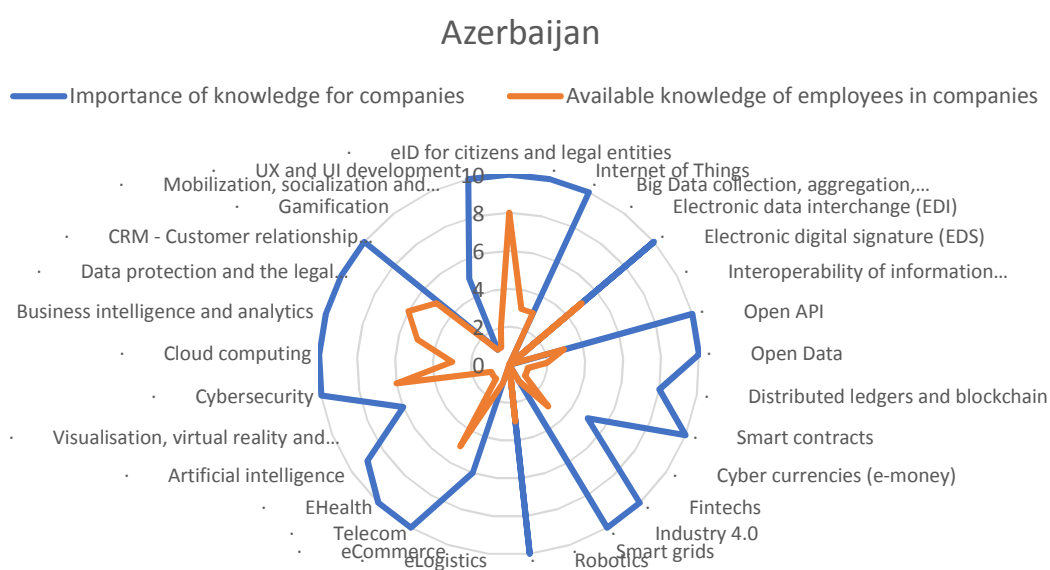 Azerbaijan
Importance of knowledge for companies
Available knowledge of employees in companies
· eID for citizens and legal entities
· Internet of Things
· Big Data collection, aggregation,...
· Electronic data interchange (EDI)
· Electronic digital signature (EDS)
· Interoperability of information...
· Open API
· Open Data
· Distributed ledgers and blockchain
· Smart contracts
· Cyber currencies (e-money)
· Fintechs
· Industry 4.0
· Smart grids
· Robotics
· eLogistics
· eCommerce
· Telecom
· EHealth
· Artificial intelligence
· Visualisation, virtual reality and...
· Cybersecurity
· Cloud computing
Business intelligence and analytics
· Data protection and the legal...
· CRM - Customer relationship...
· Gamification
· Mobilization, socialization and...
· UX and UI development
10
8
6
4
2
0